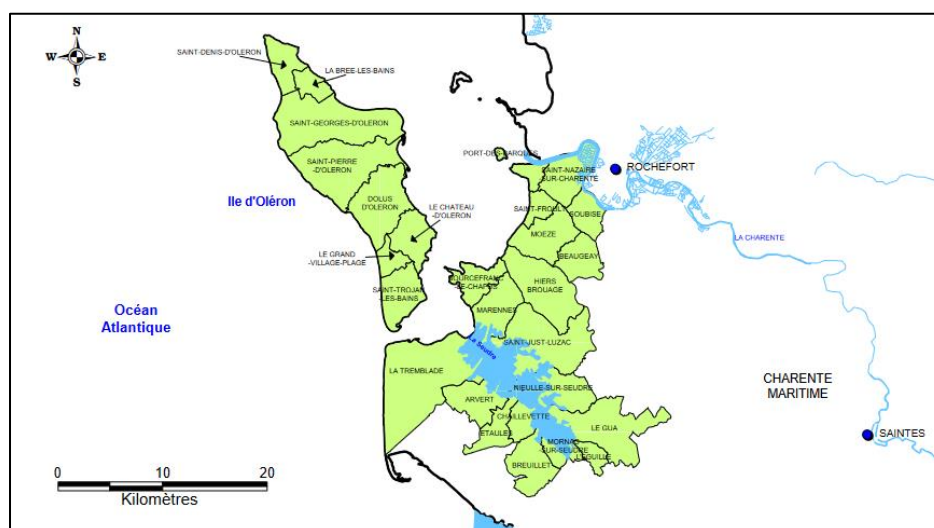 N
W E
S
SAINT-DENIS-D'OLERON
LA BREE-LES-BAINS
SAINT-GEORGES-D'OLERON
SAINT-PIERRE
-D'OLERON
Ile d'Oléron
DOLUS
D'OLERON
LE CHATEAU
-D'OLERON
LE GRAND
-VILLAGE-PLAGE
SAINT-TROJAN
-LES-BAINS
Océan
Atlantique
PORT-DES-BARQUES
SAINT-NAZAIRE
-SUR-CHARENTE
ROCHEFORT
SAINT-FROULT
SOUBISE
MOEZE
BEAUGEAY
LA CHARENTE
BOURCEFRANC
-LE-CHAPUS
HIERS
BROUAGE
MARENNES
SAINT-JUST-LUZAC
La Seudre
LA TREMBLADE
NIEULLE-SUR-SEUDRE
ARVERT
CHAILLEVETTE
LE GUA
ETAULES
MORNAC
-SUR-SEUDRE
L'EGUILLE
BREUILLET
CHARENTE
MARITIME
SAINTES
0 10 20
Kilomètres